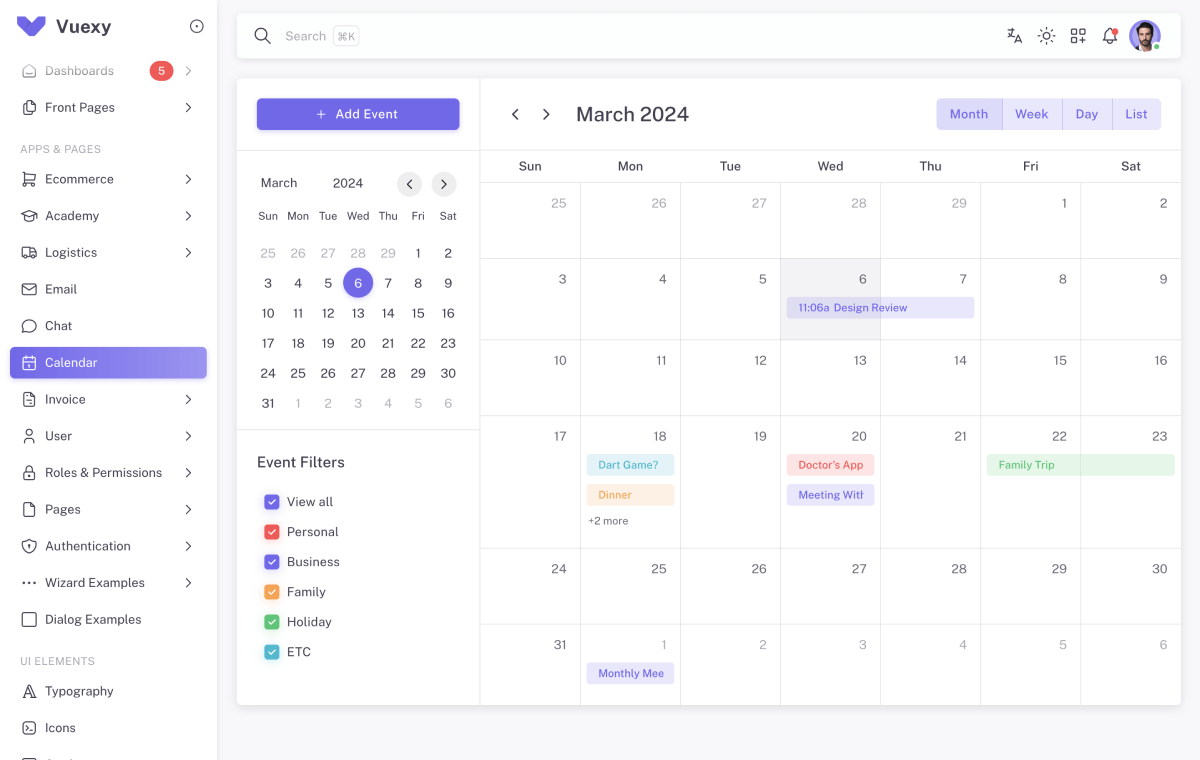 Vuexy
Dashboards 5
Front Pages
APPS & PAGES
Ecommerce
Academy
Logistics
Email
Chat
Calendar
Invoice
User
Roles & Permissions
Pages
Authentication
Wizard Examples
Dialog Examples
UI ELEMENTS
Typography
Icons
Search ⌘K
+ Add Event
March 2024
Sun Mon Tue Wed Thu Fri Sat
25 26 27 28 29 1 2
3 4 5 6 7 8 9
10 11 12 13 14 15 16
17 18 19 20 21 22 23
24 25 26 27 28 29 30
31 1 2 3 4 5 6
Event Filters
View all
Personal
Business
Family
Holiday
ETC
March 2024
Month Week Day List
Sun Mon Tue Wed Thu Fri Sat
25 26 27 28 29 1 2
3 4 5 6 7 8 9
11:06a Design Review
10 11 12 13 14 15 16
17 18 19 20 21 22 23
Dart Game? Doctor's App Family Trip
Dinner Meeting With
+2 more
24 25 26 27 28 29 30
31 1 2 3 4 5 6
Monthly Mee